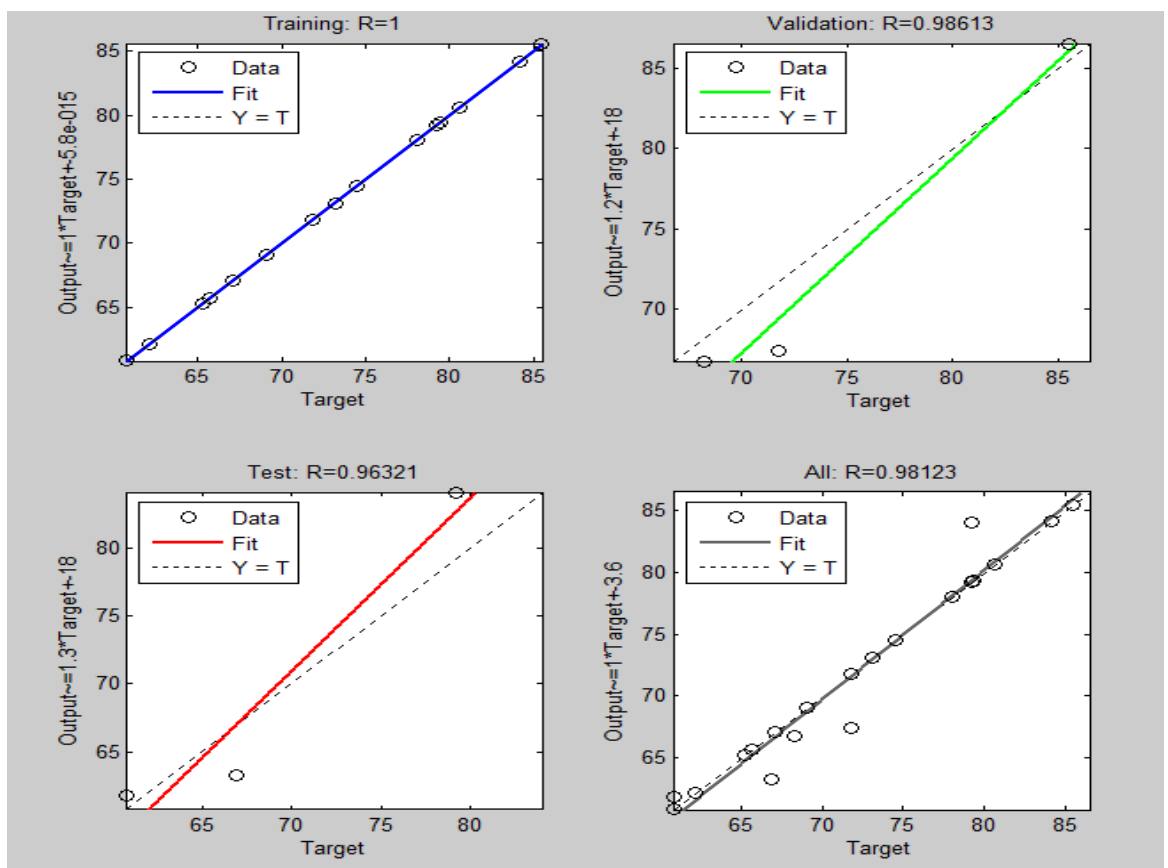 Training: R=1
Output~=1*Target+-5.8e-015
85
80
75
70
65
Data
Fit
Y = T
65 70 75 80 85
Target
Validation: R=0.98613
Output~=1.2*Target+-18
85
80
75
70
Data
Fit
Y = T
70 75 80 85
Target
Test: R=0.96321
Output~=1.3*Target+-18
80
75
70
65
Data
Fit
Y = T
65 70 75 80
Target
All: R=0.98123
Output~=1*Target+-3.6
85
80
75
70
65
Data
Fit
Y = T
65 70 75 80 85
Target